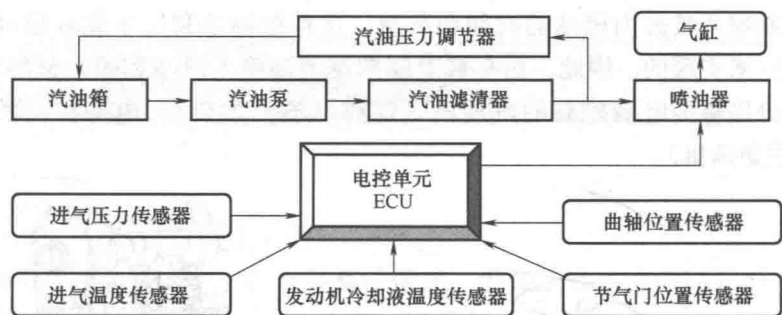 汽油压力调节器
气缸
汽油箱
汽油泵
汽油滤清器
喷油器
电控单元
ECU
进气压力传感器
曲轴位置传感器
进气温度传感器
发动机冷却液温度传感器
节气门位置传感器